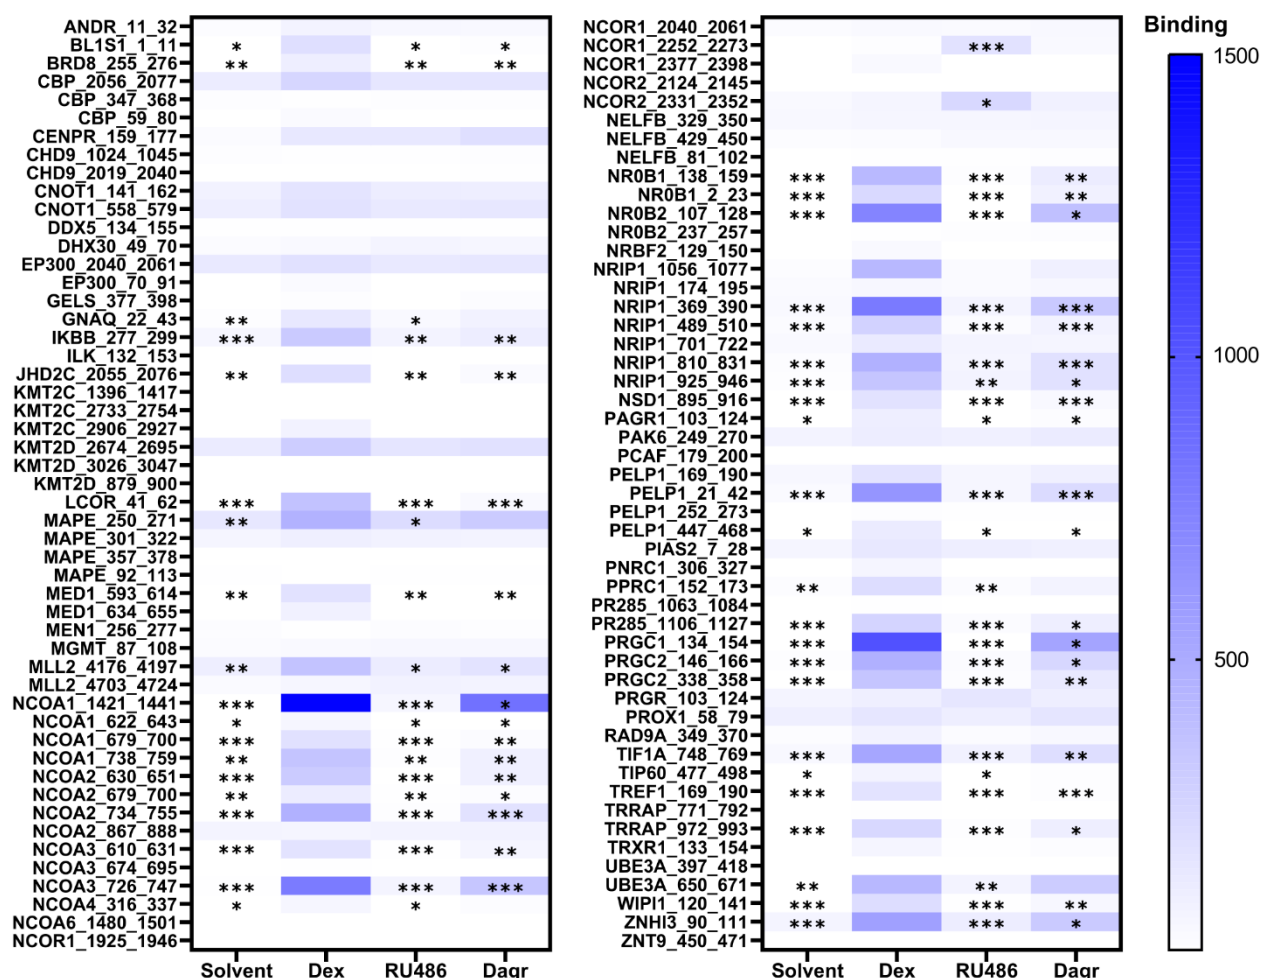 ANDR_11_32
BL1S1_1_11 * * *
BRD8_255_276 ** ** **
CBP_2056_2077
CBP_347_368
CBP_59_80
CENPR_159_177
CHD9_1024_1045
CHD9_2019_2040
CNOT1_141_162
CNOT1_558_579
DDX5_134_155
DHX30_49_70
EP300_2040_2061
EP300_70_91
GELS_377_398
GNAQ_22_43 ** *
IKBB_277_299 *** ** **
ILK_132_153
JHD2C_2055_2076 ** ** **
KMT2C_1396_1417
KMT2C_2733_2754
KMT2C_2906_2927
KMT2D_2674_2695
KMT2D_3026_3047
KMT2D_879_900
LCOR_41_62 *** *** ***
MAPE_250_271 ** *
MAPE_301_322
MAPE_357_378
MAPE_92_113
MED1_593_614 ** ** **
MED1_634_655
MEN1_256_277
MGMT_87_108
MLL2_4176_4197 ** * *
MLL2_4703_4724
NCOA1_1421_1441 *** *** *
NCOA1_622_643 * * *
NCOA1_679_700 *** *** **
NCOA1_738_759 ** ** **
NCOA2_630_651 *** *** **
NCOA2_679_700 ** ** *
NCOA2_734_755 *** *** ***
NCOA2_867_888
NCOA3_610_631 *** *** **
NCOA3_674_695
NCOA3_726_747 *** *** ***
NCOA4_316_337 * *
NCOA6_1480_1501
NCOR1_1925_1946
Solvent Dex RU486 Dagr
NCOR1_2040_2061
NCOR1_2252_2273 ***
NCOR1_2377_2398
NCOR2_2124_2145
NCOR2_2331_2352 *
NELFB_329_350
NELFB_429_450
NELFB_81_102
NR0B1_138_159 *** *** **
NR0B1_2_23 *** *** **
NR0B2_107_128 *** *** *
NR0B2_237_257
NRBF2_129_150
NRIP1_1056_1077
NRIP1_174_195
NRIP1_369_390 *** *** ***
NRIP1_489_510 *** *** ***
NRIP1_701_722
NRIP1_810_831 *** *** ***
NRIP1_925_946 *** ** *
NSD1_895_916 *** *** ***
PAGR1_103_124 * * *
PAK6_249_270
PCAF_179_200
PELP1_169_190
PELP1_21_42 *** *** ***
PELP1_252_273
PELP1_447_468 * * *
PIAS2_7_28
PNRC1_306_327
PPRC1_152_173 ** **
PR285_1063_1084
PR285_1106_1127 *** *** *
PRGC1_134_154 *** *** *
PRGC2_146_166 *** *** *
PRGC2_338_358 *** *** **
PRGR_103_124
PROX1_58_79
RAD9A_349_370
TIF1A_748_769 *** *** **
TIP60_477_498 * *
TREF1_169_190 *** *** ***
TRRAP_771_792
TRRAP_972_993 *** *** *
TRXR1_133_154
UBE3A_397_418
UBE3A_650_671 ** **
WIPI1_120_141 *** *** **
ZNHI3_90_111 *** *** *
ZNT9_450_471
Solvent Dex RU486 Dagr
Binding
1500
1000
500